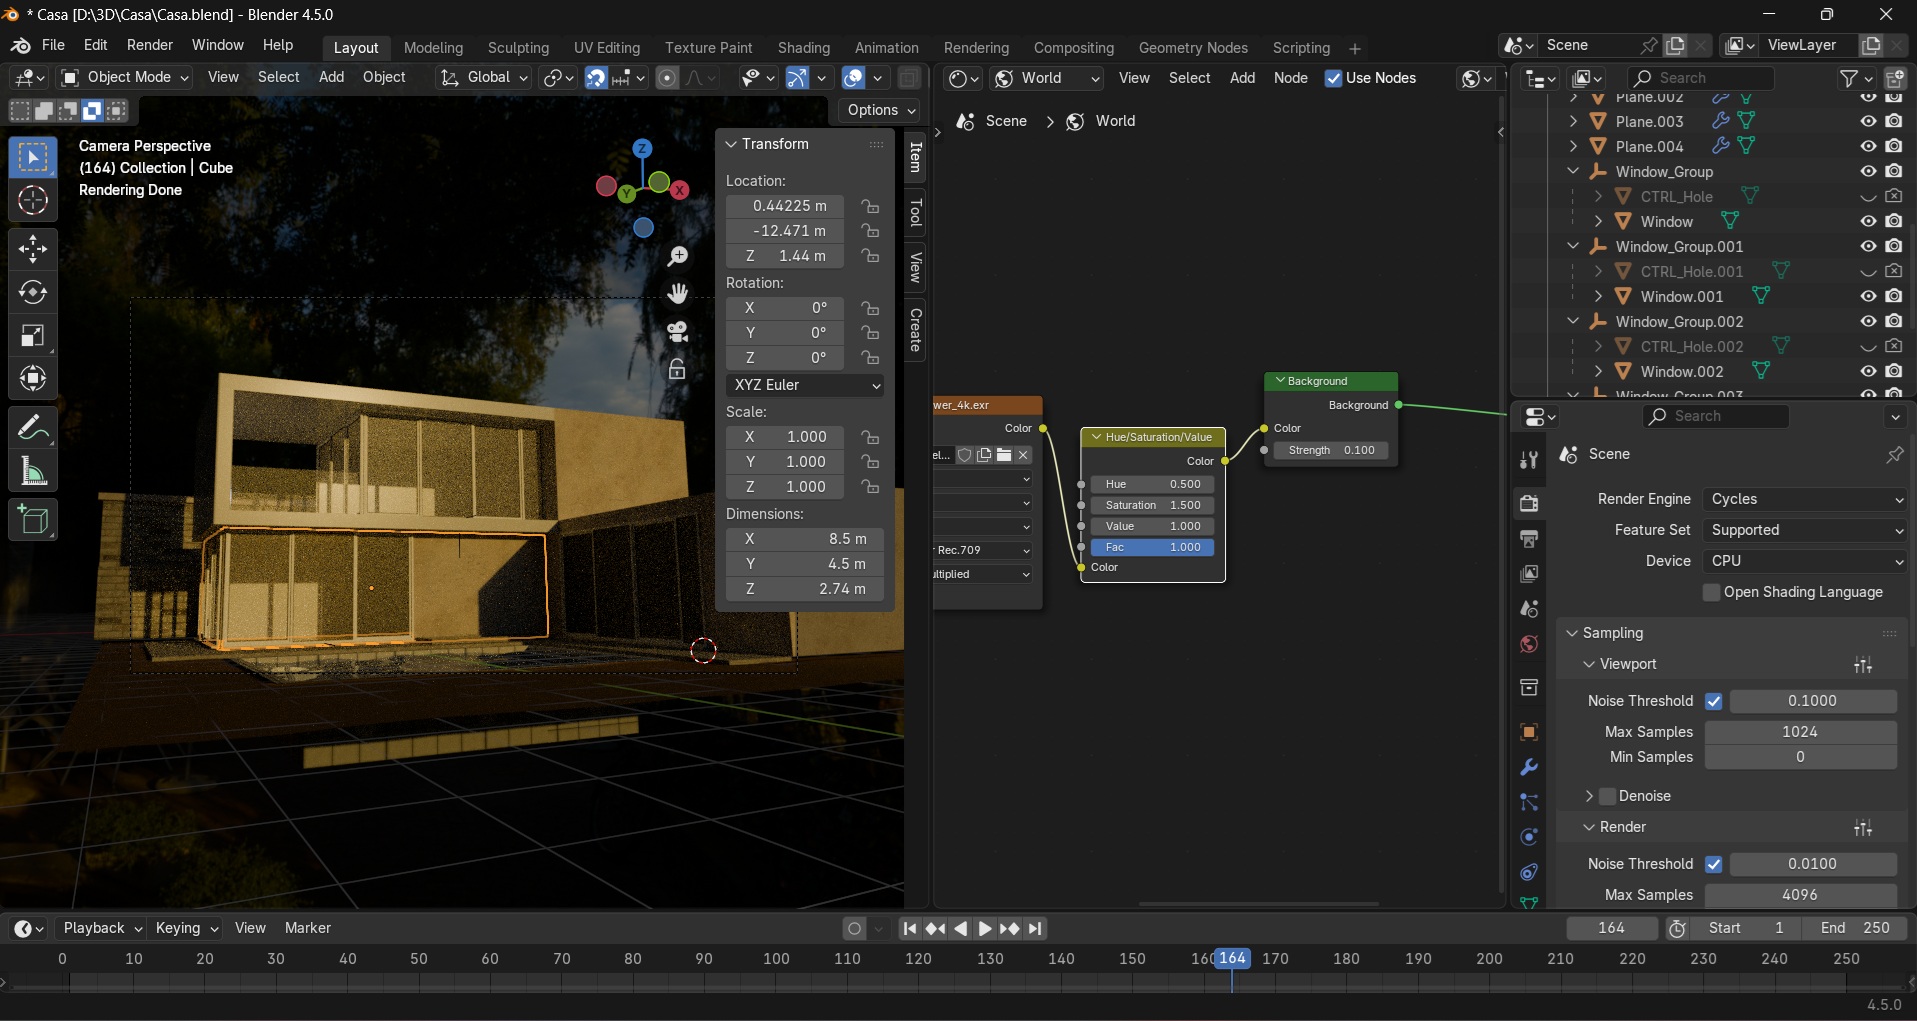 * Casa [D:\3D\Casa\Casa.blend] - Blender 4.5.0
File Edit Render Window Help Layout Modeling Sculpting UV Editing Texture Paint Shading Animation Rendering Compositing Geometry Nodes Scripting + Scene ViewLayer
Object Mode View Select Add Object Global World View Select Add Node Use Nodes Search
Options
Camera Perspective
(164) Collection | Cube
Rendering Done
Z
X
Y
Transform
Location:
0.44225 m
-12.471 m
Z 1.44 m
Rotation:
X 0°
Y 0°
Z 0°
XYZ Euler
Scale:
X 1.000
Y 1.000
Z 1.000
Dimensions:
X 8.5 m
Y 4.5 m
Z 2.74 m
Item
Tool
View
Create
Scene > World
wer_4k.exr
Color
el...
r Rec.709
ultiplied
Hue/Saturation/Value
Color
Hue 0.500
Saturation 1.500
Value 1.000
Fac 1.000
Color
Background
Background
Color
Strength 0.100
Plane.002
Plane.003
Plane.004
Window_Group
CTRL_Hole
Window
Window_Group.001
CTRL_Hole.001
Window.001
Window_Group.002
CTRL_Hole.002
Window.002
Window_Group.003
Search
Scene
Render Engine Cycles
Feature Set Supported
Device CPU
Open Shading Language
Sampling
Viewport
Noise Threshold 0.1000
Max Samples 1024
Min Samples 0
Denoise
Render
Noise Threshold 0.0100
Max Samples 4096
Playback Keying View Marker 164 Start 1 End 250
0 10 20 30 40 50 60 70 80 90 100 110 120 130 140 150 160 164 170 180 190 200 210 220 230 240 250
4.5.0